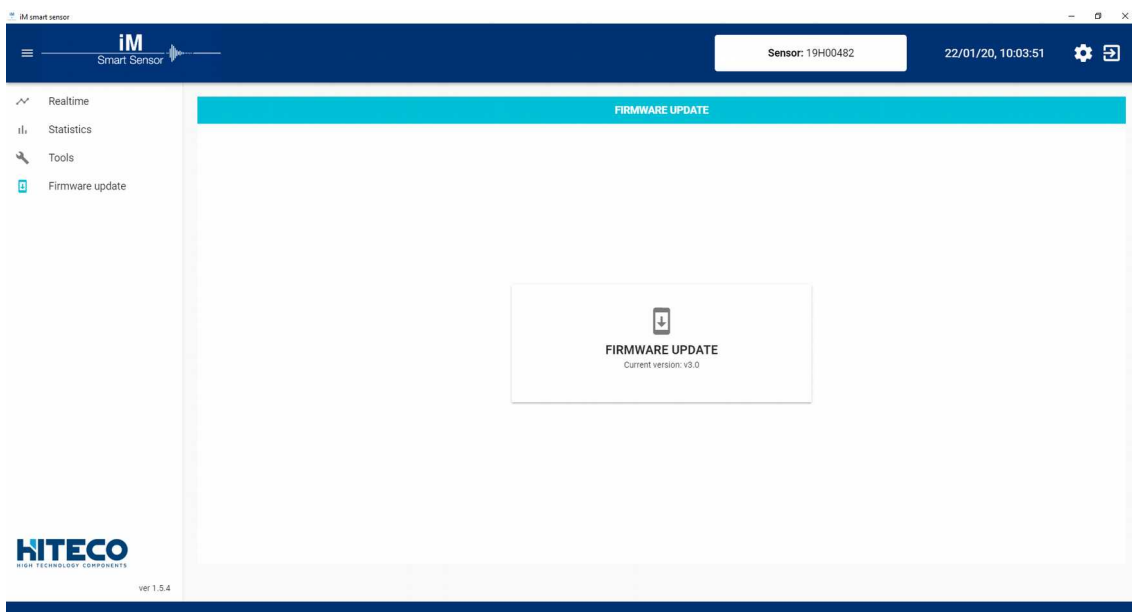 iM smart sensor
iM
Smart Sensor
Sensor: 19H00482
22/01/20, 10:03:51
Realtime
Statistics
Tools
Firmware update
FIRMWARE UPDATE
FIRMWARE UPDATE
Current version: v3.0
HITECO
HIGH TECHNOLOGY COMPONENTS
ver 1.5.4